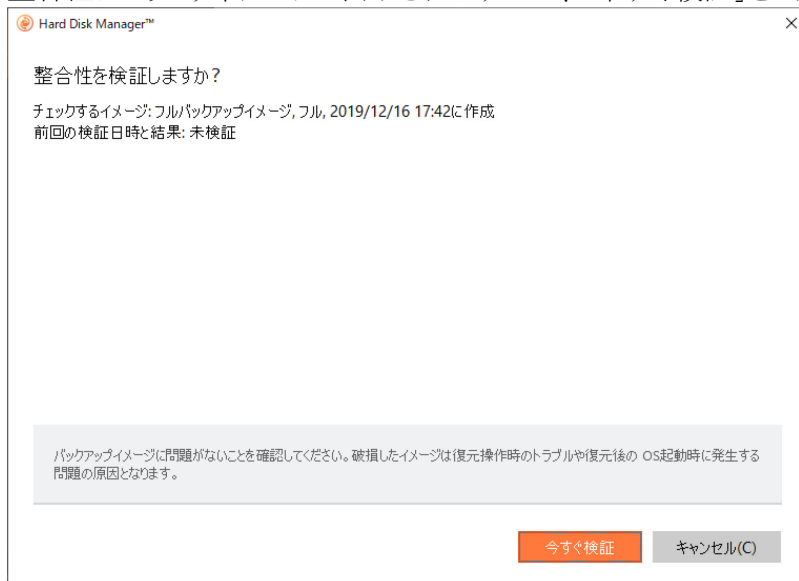 Hard Disk Manager™
整合性を検証しますか?
チェックするイメージ: フルバックアップイメージ, フル, 2019/12/16 17:42に作成
前回の検証日時と結果: 未検証
バックアップイメージに問題がないことを確認してください。破損したイメージは復元操作時のトラブルや復元後の OS起動時に発生する
問題の原因となります。
今すぐ検証
キャンセル(C)